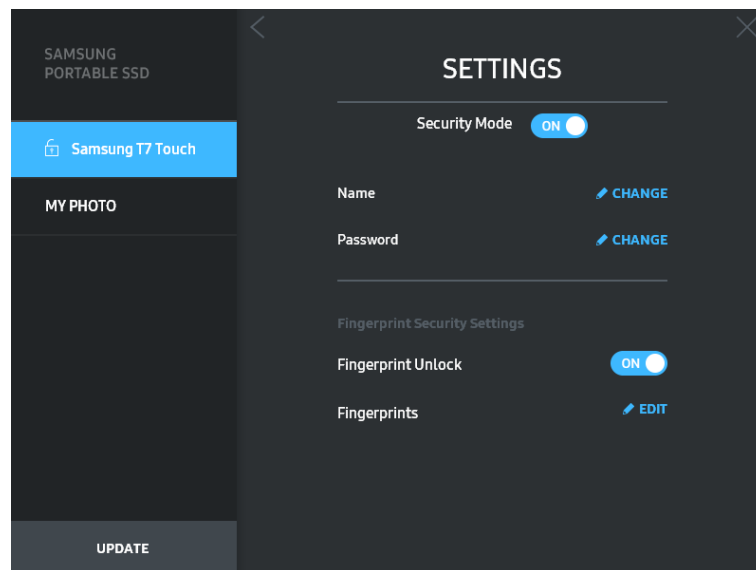 SAMSUNG
PORTABLE SSD
Samsung T7 Touch
MY PHOTO
UPDATE
SETTINGS
Security Mode ON
Name CHANGE
Password CHANGE
Fingerprint Security Settings
Fingerprint Unlock ON
Fingerprints EDIT